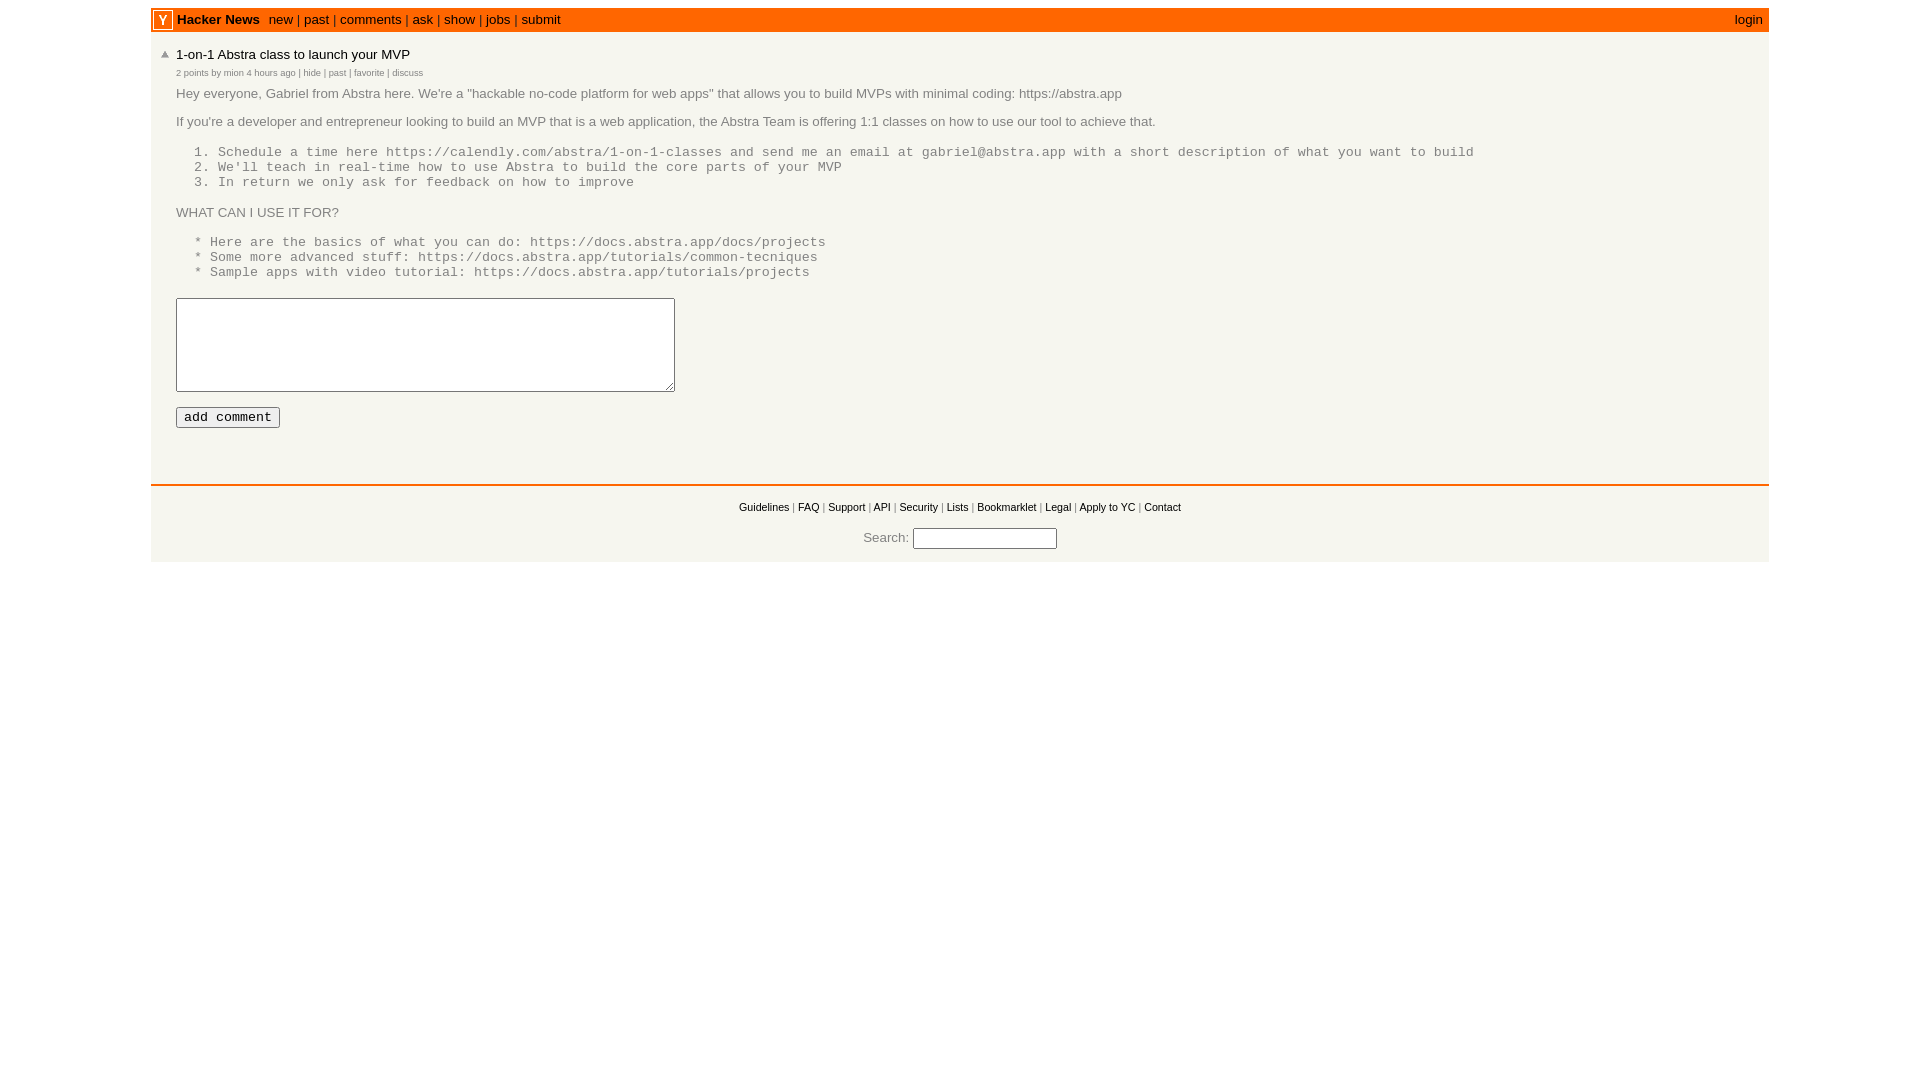 Y Hacker News new | past | comments | ask | show | jobs | submit login
1-on-1 Abstra class to launch your MVP
2 points by mion 4 hours ago | hide | past | favorite | discuss
Hey everyone, Gabriel from Abstra here. We're a "hackable no-code platform for web apps" that allows you to build MVPs with minimal coding: https://abstra.app
If you're a developer and entrepreneur looking to build an MVP that is a web application, the Abstra Team is offering 1:1 classes on how to use our tool to achieve that.
1. Schedule a time here https://calendly.com/abstra/1-on-1-classes and send me an email at gabriel@abstra.app with a short description of what you want to build
2. We'll teach in real-time how to use Abstra to build the core parts of your MVP
3. In return we only ask for feedback on how to improve
WHAT CAN I USE IT FOR?
* Here are the basics of what you can do: https://docs.abstra.app/docs/projects
* Some more advanced stuff: https://docs.abstra.app/tutorials/common-tecniques
* Sample apps with video tutorial: https://docs.abstra.app/tutorials/projects
add comment
Guidelines | FAQ | Support | API | Security | Lists | Bookmarklet | Legal | Apply to YC | Contact
Search: